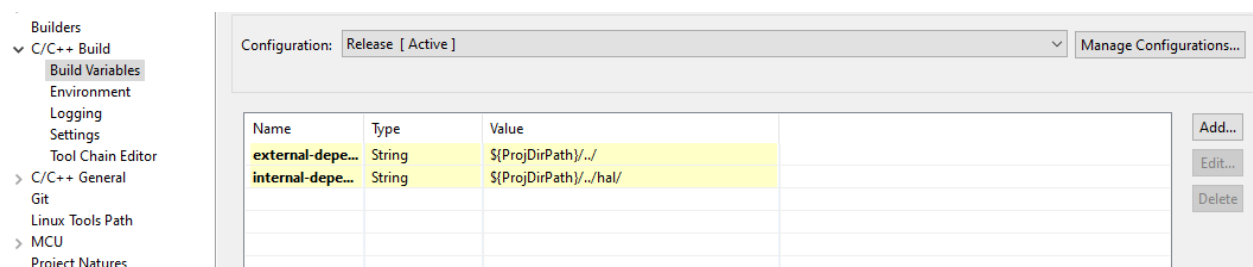 Builders
C/C++ Build
Build Variables
Environment
Logging
Settings
Tool Chain Editor
C/C++ General
Git
Linux Tools Path
MCU
Project Natures
Configuration: Release [ Active ] Manage Configurations...
Name Type Value
external-depe... String ${ProjDirPath}/../
internal-depe... String ${ProjDirPath}/../hal/
Add...
Edit...
Delete